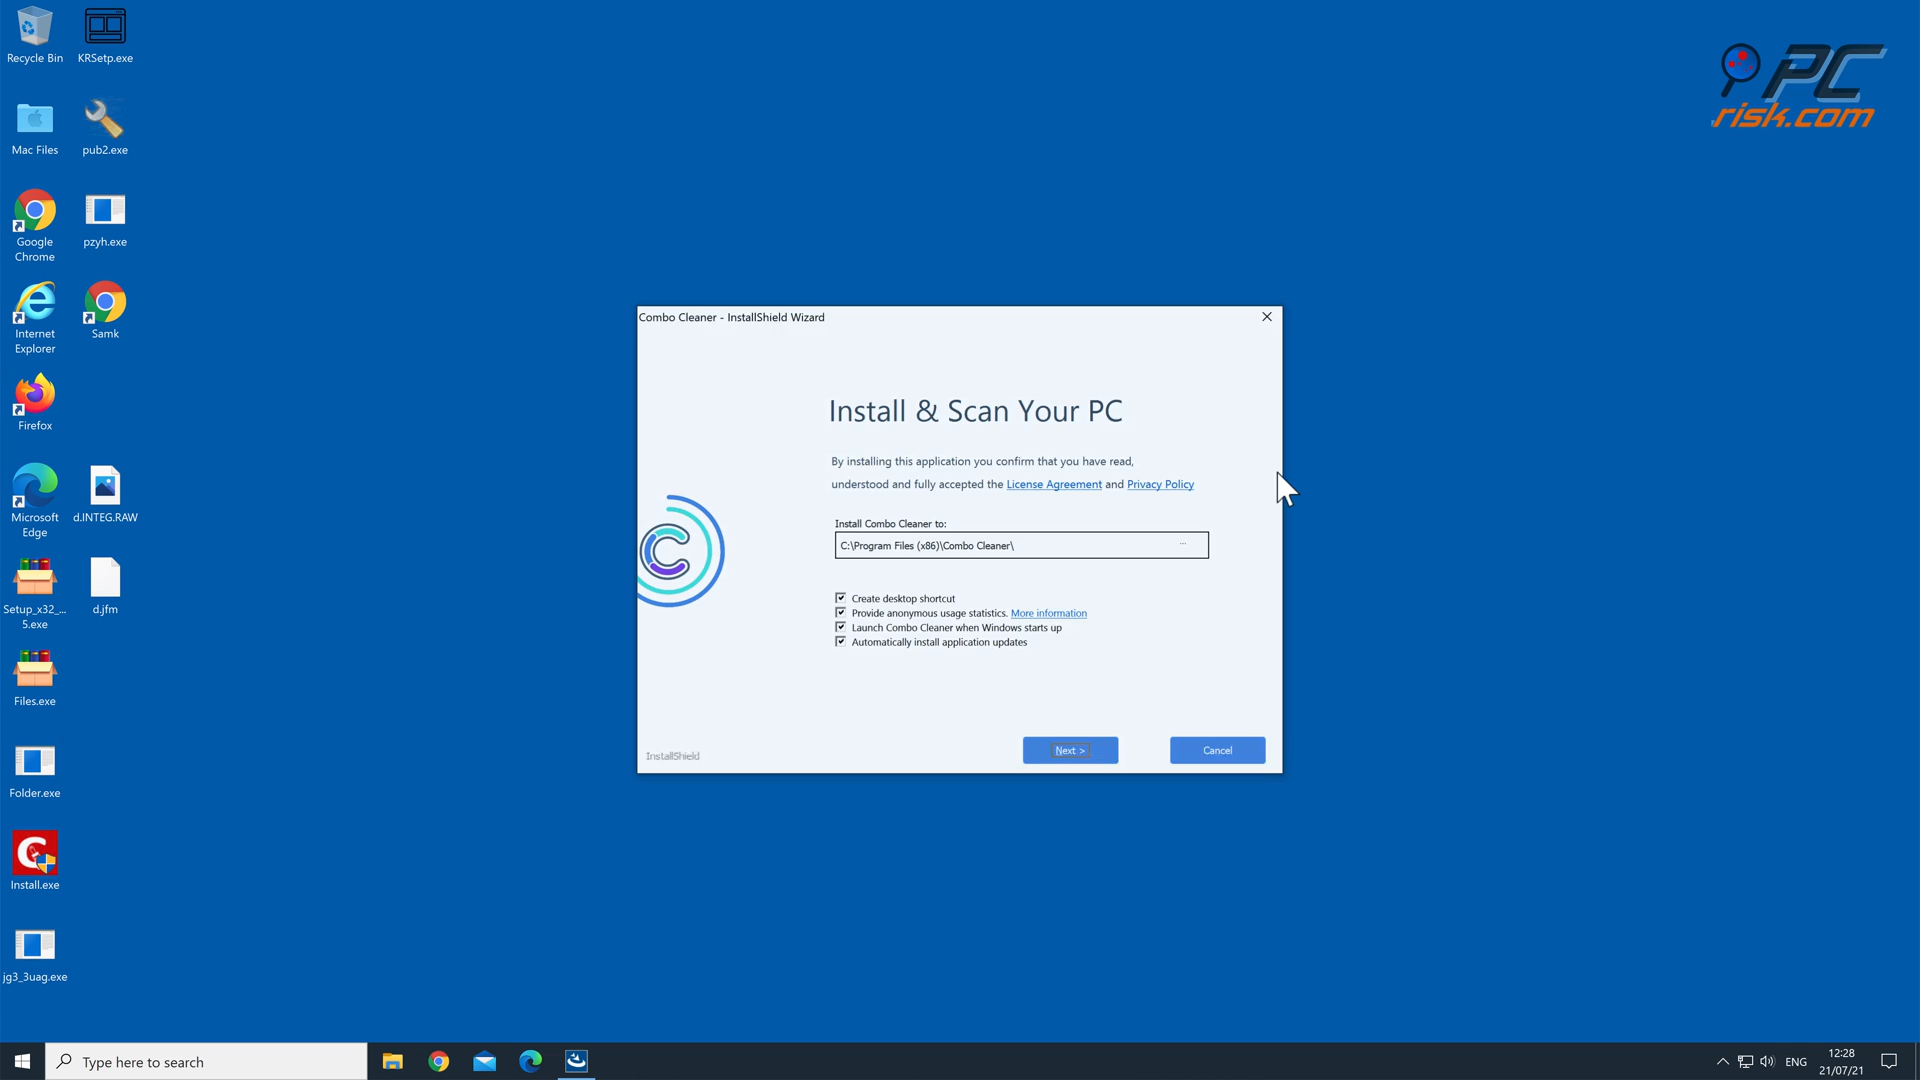 Recycle Bin
KRSetp.exe
Mac Files
pub2.exe
Google
Chrome
pzyh.exe
Internet
Explorer
Samk
Firefox
Microsoft
Edge
d.INTEG.RAW
Setup_x32_...
5.exe
d.jfm
Files.exe
Folder.exe
Install.exe
jg3_3uag.exe
PC
risk.com
Combo Cleaner - InstallShield Wizard
Install & Scan Your PC
By installing this application you confirm that you have read,
understood and fully accepted the License Agreement and Privacy Policy
Install Combo Cleaner to:
C:\Program Files (x86)\Combo Cleaner\ ...
Create desktop shortcut
Provide anonymous usage statistics. More information
Launch Combo Cleaner when Windows starts up
Automatically install application updates
InstallShield
Next >
Cancel
Type here to search
ENG
12:28
21/07/21